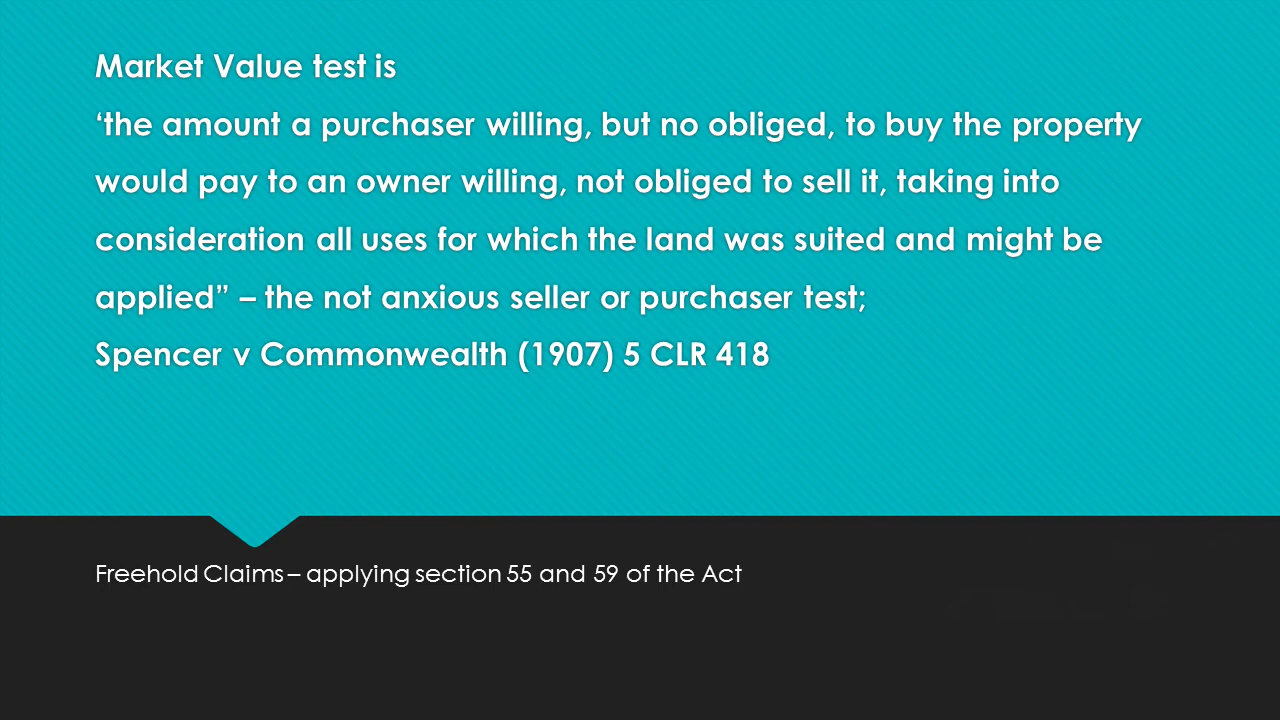 Market Value test is
‘the amount a purchaser willing, but no obliged, to buy the property
would pay to an owner willing, not obliged to sell it, taking into
consideration all uses for which the land was suited and might be
applied” – the not anxious seller or purchaser test;
Spencer v Commonwealth (1907) 5 CLR 418
Freehold Claims – applying section 55 and 59 of the Act